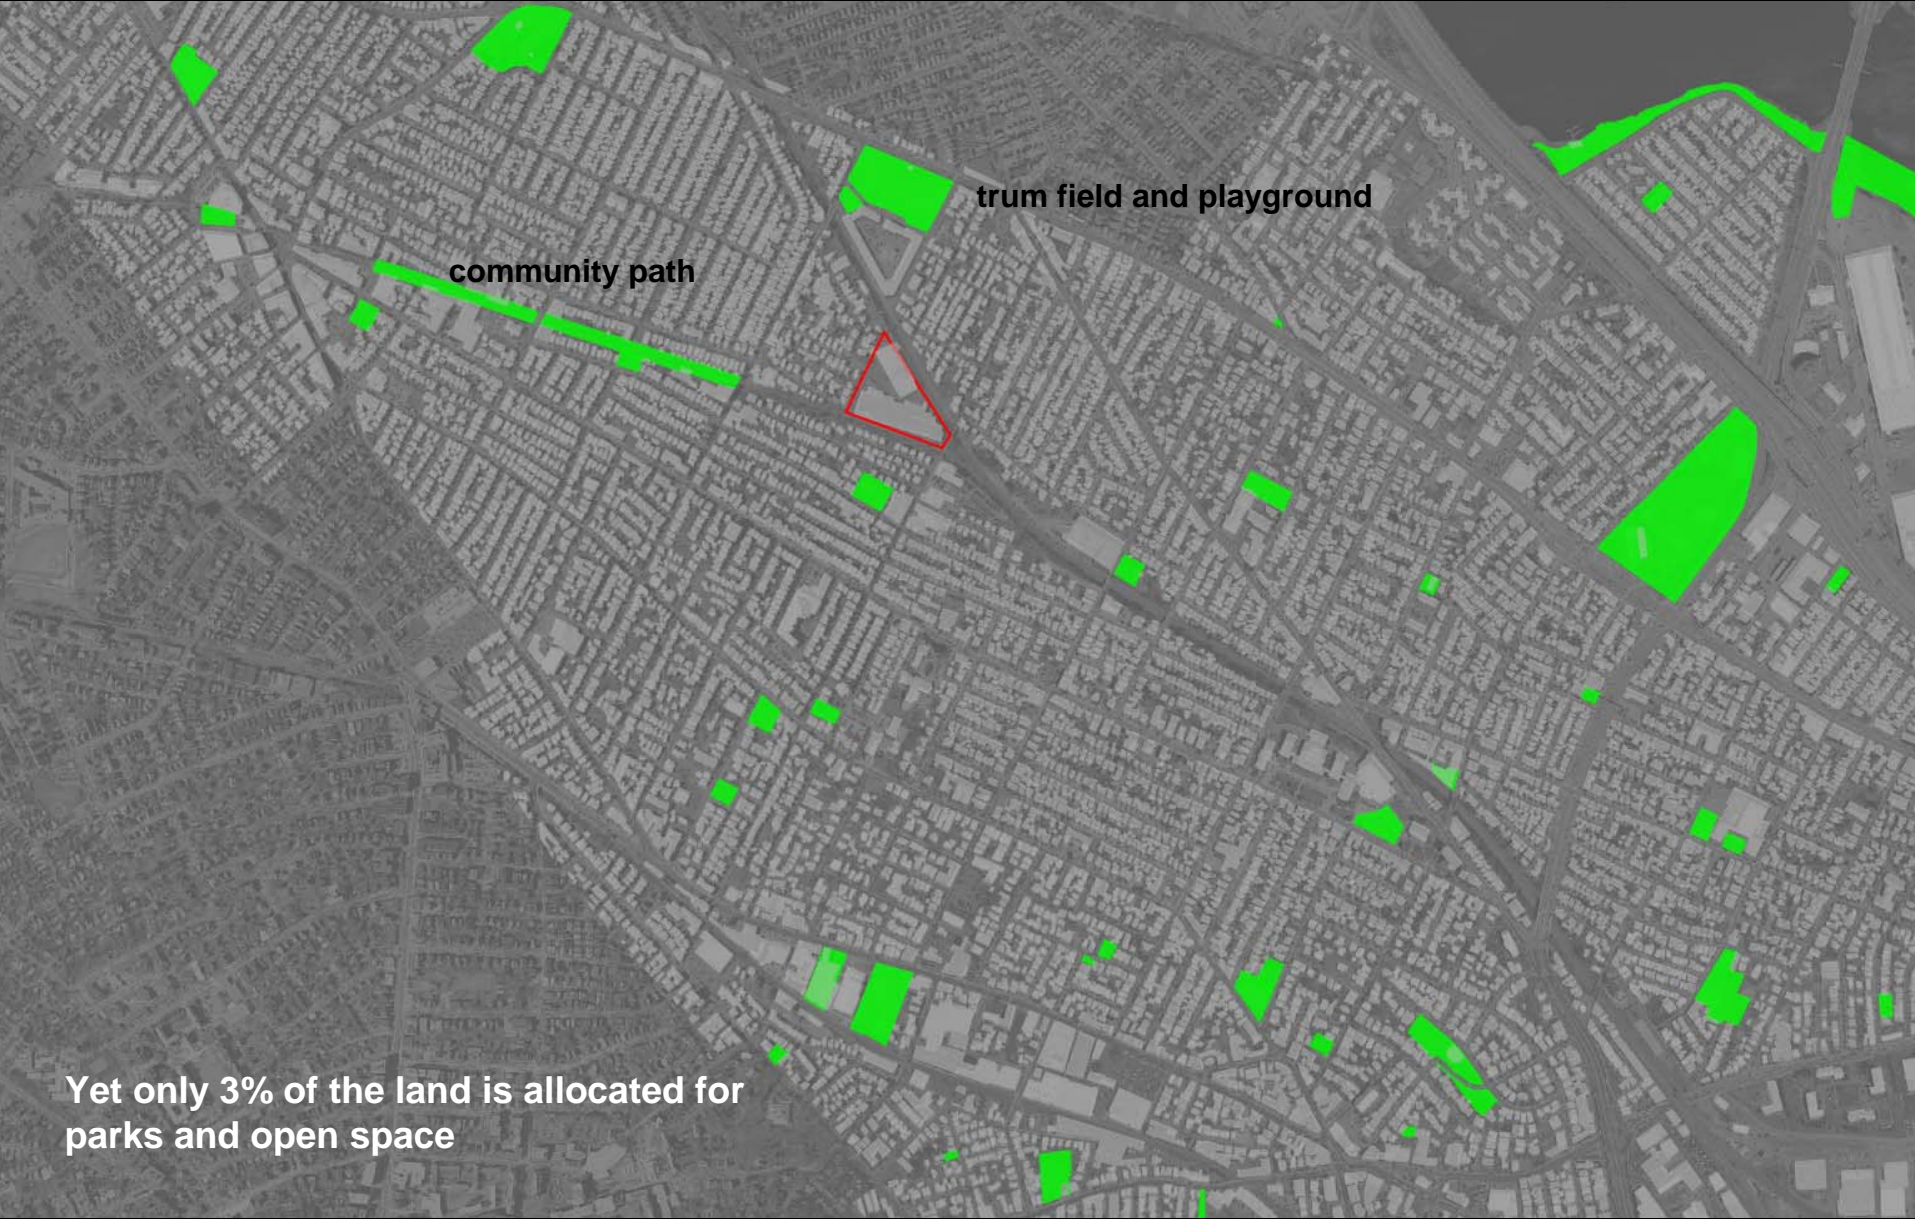 trum field and playground
community path
Yet only 3% of the land is allocated for
parks and open space